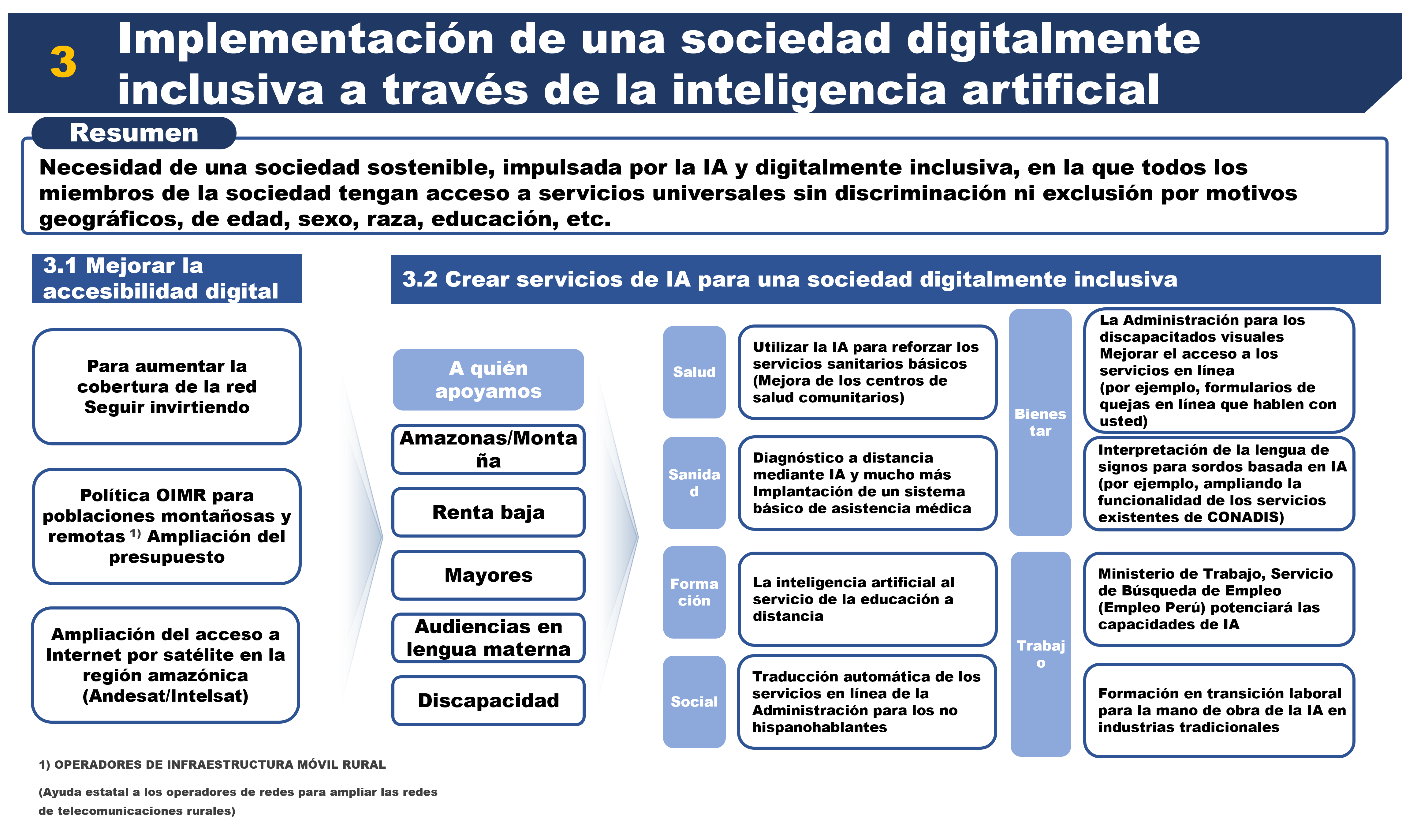 3
Implementación de una sociedad digitalmente
inclusiva a través de la inteligencia artificial
Resumen
Necesidad de una sociedad sostenible, impulsada por la IA y digitalmente inclusiva, en la que todos los
miembros de la sociedad tengan acceso a servicios universales sin discriminación ni exclusión por motivos
geográficos, de edad, sexo, raza, educación, etc.
3.1 Mejorar la
accesibilidad digital
Para aumentar la
cobertura de la red
Seguir invirtiendo
Política OIMR para
poblaciones montañosas y
remotas 1) Ampliación del
presupuesto
Ampliación del acceso a
Internet por satélite en la
región amazónica
(Andesat/Intelsat)
3.2 Crear servicios de IA para una sociedad digitalmente inclusiva
A quién
apoyamos
Amazonas/Monta
ña
Renta baja
Mayores
Audiencias en
lengua materna
Discapacidad
Salud
Utilizar la IA para reforzar los
servicios sanitarios básicos
(Mejora de los centros de
salud comunitarios)
Sanida
d
Diagnóstico a distancia
mediante IA y mucho más
Implantación de un sistema
básico de asistencia médica
Forma
ción
La inteligencia artificial al
servicio de la educación a
distancia
Social
Traducción automática de los
servicios en línea de la
Administración para los no
hispanohablantes
Bienes
tar
La Administración para los
discapacitados visuales
Mejorar el acceso a los
servicios en línea
(por ejemplo, formularios de
quejas en línea que hablen con
usted)
Interpretación de la lengua de
signos para sordos basada en IA
(por ejemplo, ampliando la
funcionalidad de los servicios
existentes de CONADIS)
Trabaj
o
Ministerio de Trabajo, Servicio
de Búsqueda de Empleo
(Empleo Perú) potenciará las
capacidades de IA
Formación en transición laboral
para la mano de obra de la IA en
industrias tradicionales
1) OPERADORES DE INFRAESTRUCTURA MÓVIL RURAL
(Ayuda estatal a los operadores de redes para ampliar las redes
de telecomunicaciones rurales)